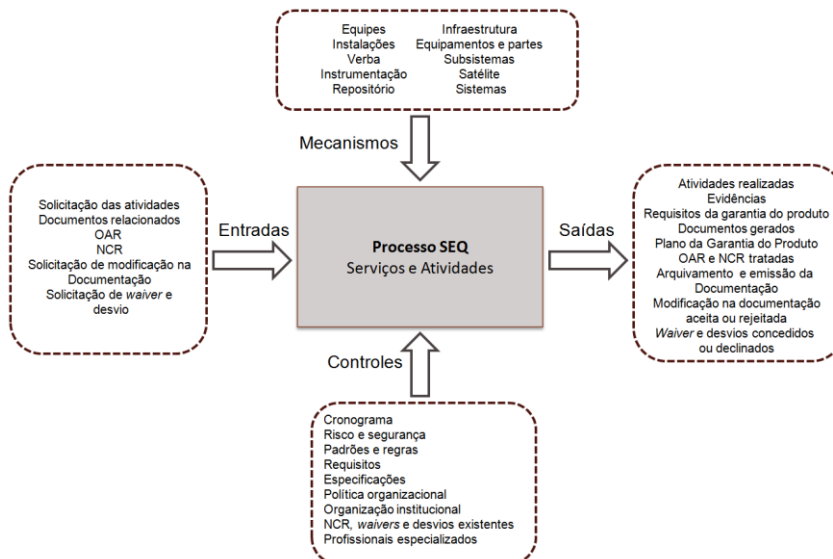 Equipes
Instalações
Verba
Instrumentação
Repositório
Infraestrutura
Equipamentos e partes
Subsistemas
Satélite
Sistemas
Mecanismos
Solicitação das atividades
Documentos relacionados
OAR
NCR
Solicitação de modificação na
Documentação
Solicitação de waiver e
desvio
Entradas
Processo SEQ
Serviços e Atividades
Saídas
Atividades realizadas
Evidências
Requisitos da garantia do produto
Documentos gerados
Plano da Garantia do Produto
OAR e NCR tratadas
Arquivamento e emissão da
Documentação
Modificação na documentação
aceita ou rejeitada
Waiver e desvios concedidos
ou declinados
Controles
Cronograma
Risco e segurança
Padrões e regras
Requisitos
Especificações
Política organizacional
Organização institucional
NCR, waivers e desvios existentes
Profissionais especializados